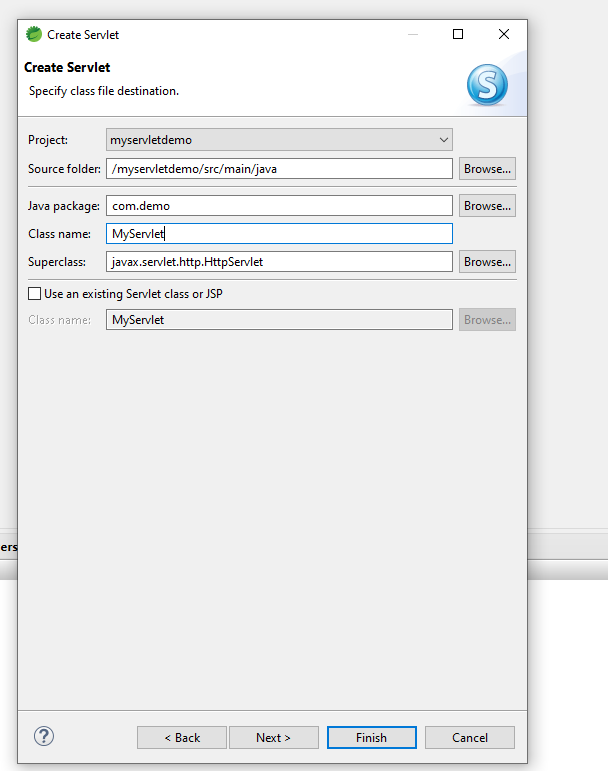 Create Servlet
Create Servlet
Specify class file destination.
S
Project: myservletdemo
Source folder: /myservletdemo/src/main/java Browse...
Java package: com.demo Browse...
Class name: MyServlet
Superclass: javax.servlet.http.HttpServlet Browse...
Use an existing Servlet class or JSP
Class name: MyServlet Browse...
ers
? < Back Next > Finish Cancel